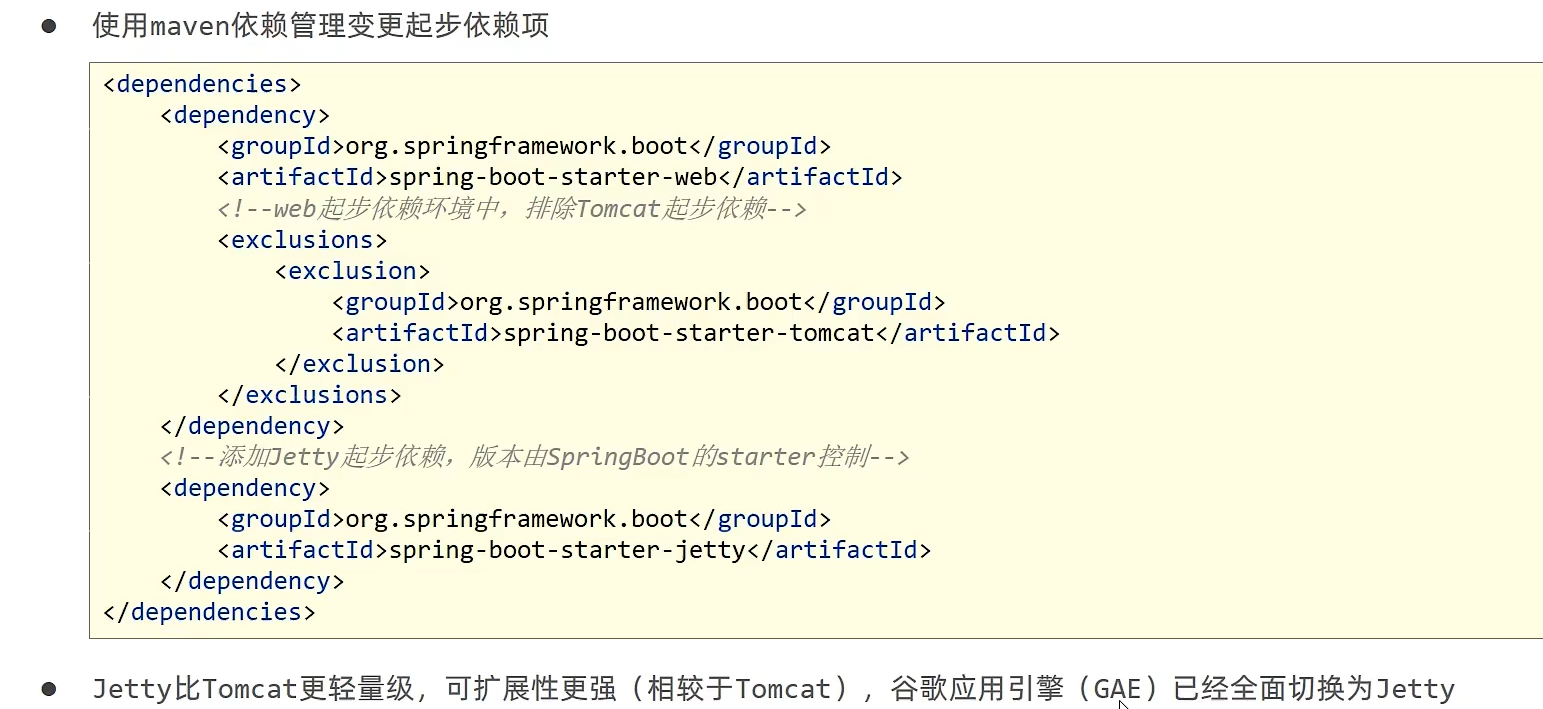 使用maven依赖管理变更起步依赖项
<dependencies>
    <dependency>
        <groupId>org.springframework.boot</groupId>
        <artifactId>spring-boot-starter-web</artifactId>
        <!--web起步依赖环境中，排除Tomcat起步依赖-->
        <exclusions>
            <exclusion>
                <groupId>org.springframework.boot</groupId>
                <artifactId>spring-boot-starter-tomcat</artifactId>
            </exclusion>
        </exclusions>
    </dependency>
    <!--添加Jetty起步依赖，版本由SpringBoot的starter控制-->
    <dependency>
        <groupId>org.springframework.boot</groupId>
        <artifactId>spring-boot-starter-jetty</artifactId>
    </dependency>
</dependencies>
Jetty比Tomcat更轻量级，可扩展性更强（相较于Tomcat），谷歌应用引擎（GAE）已经全面切换为Jetty